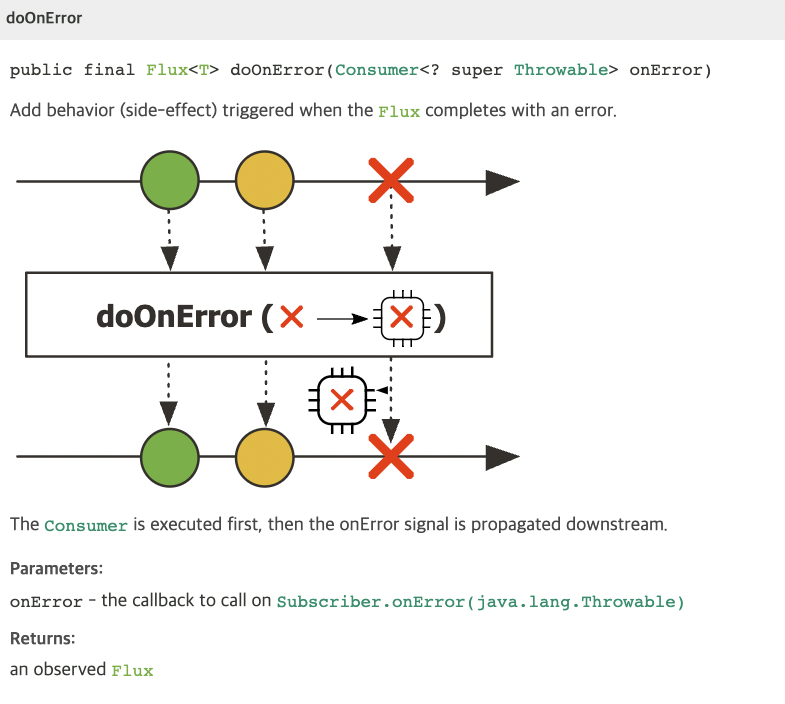 doOnError
public final Flux<T> doOnError(Consumer<? super Throwable> onError)
Add behavior (side-effect) triggered when the Flux completes with an error.
doOnError ( )
The Consumer is executed first, then the onError signal is propagated downstream.
Parameters:
onError - the callback to call on Subscriber.onError(java.lang.Throwable)
Returns:
an observed Flux